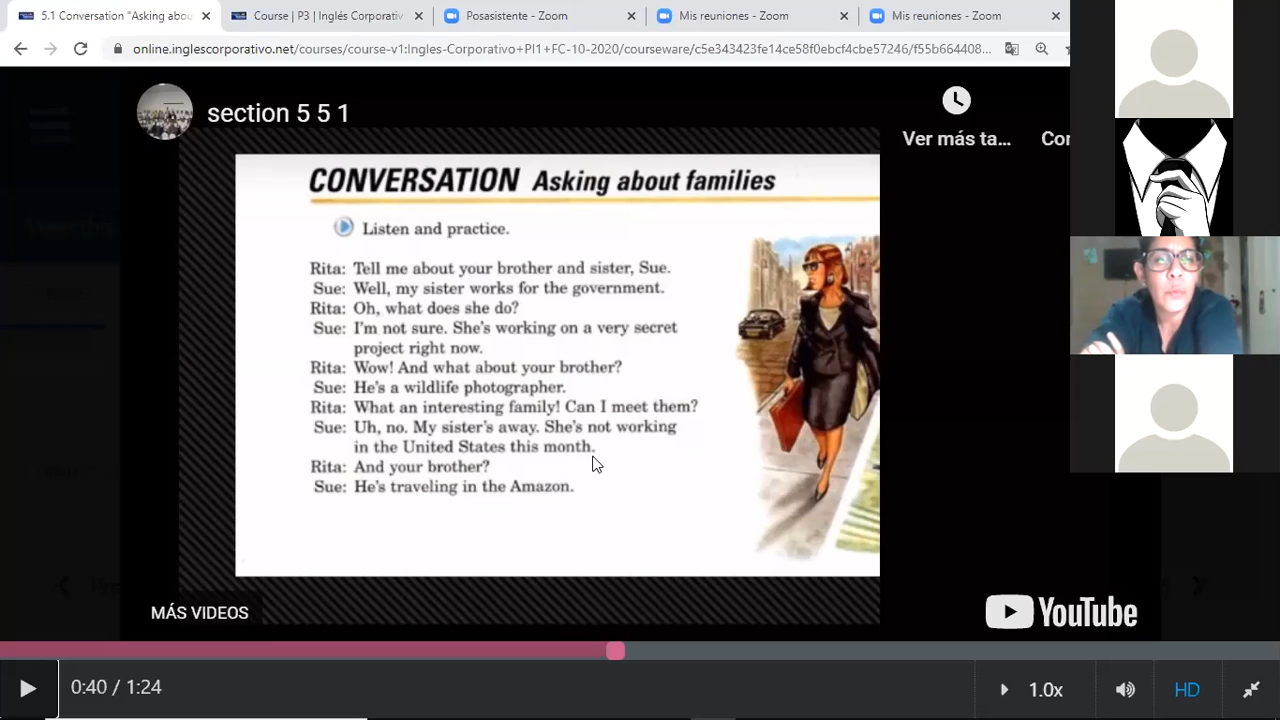 5.1 Conversation "Asking abou
Course | P3 | Inglés Corporativ
Posasistente - Zoom
Mis reuniones - Zoom
Mis reuniones - Zoom
online.inglescorporativo.net/courses/course-v1:Ingles-Corporativo+PI1+FC-10-2020/courseware/c5e343423fe14ce58f0ebcf4cbe57246/f55b664408...
section 5 5 1
Ver más ta...
Con
CONVERSATION Asking about families
Listen and practice.
Rita: Tell me about your brother and sister, Sue.
Sue: Well, my sister works for the government.
Rita: Oh, what does she do?
Sue: I'm not sure. She's working on a very secret
project right now.
Rita: Wow! And what about your brother?
Sue: He's a wildlife photographer.
Rita: What an interesting family! Can I meet them?
Sue: Uh, no. My sister's away. She's not working
in the United States this month.
Rita: And your brother?
Sue: He's traveling in the Amazon.
MÁS VIDEOS
YouTube
0:40 / 1:24
1.0x
HD